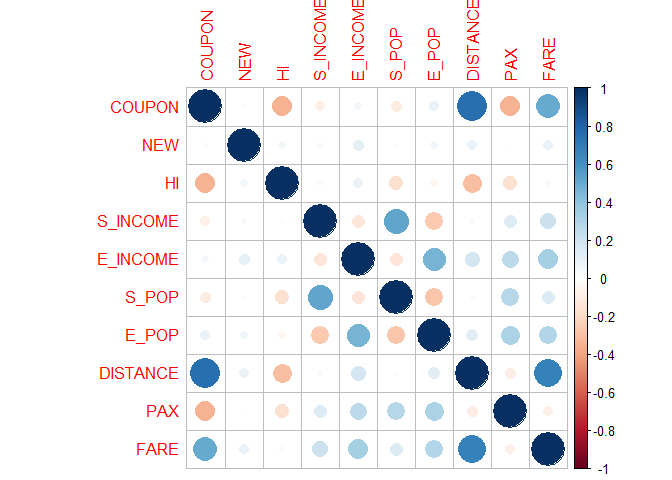 COUPON NEW HI S_INCOME E_INCOME S_POP E_POP DISTANCE PAX FARE
COUPON
NEW
HI
S_INCOME
E_INCOME
S_POP
E_POP
DISTANCE
PAX
FARE
1
0.8
0.6
0.4
0.2
0
-0.2
-0.4
-0.6
-0.8
-1